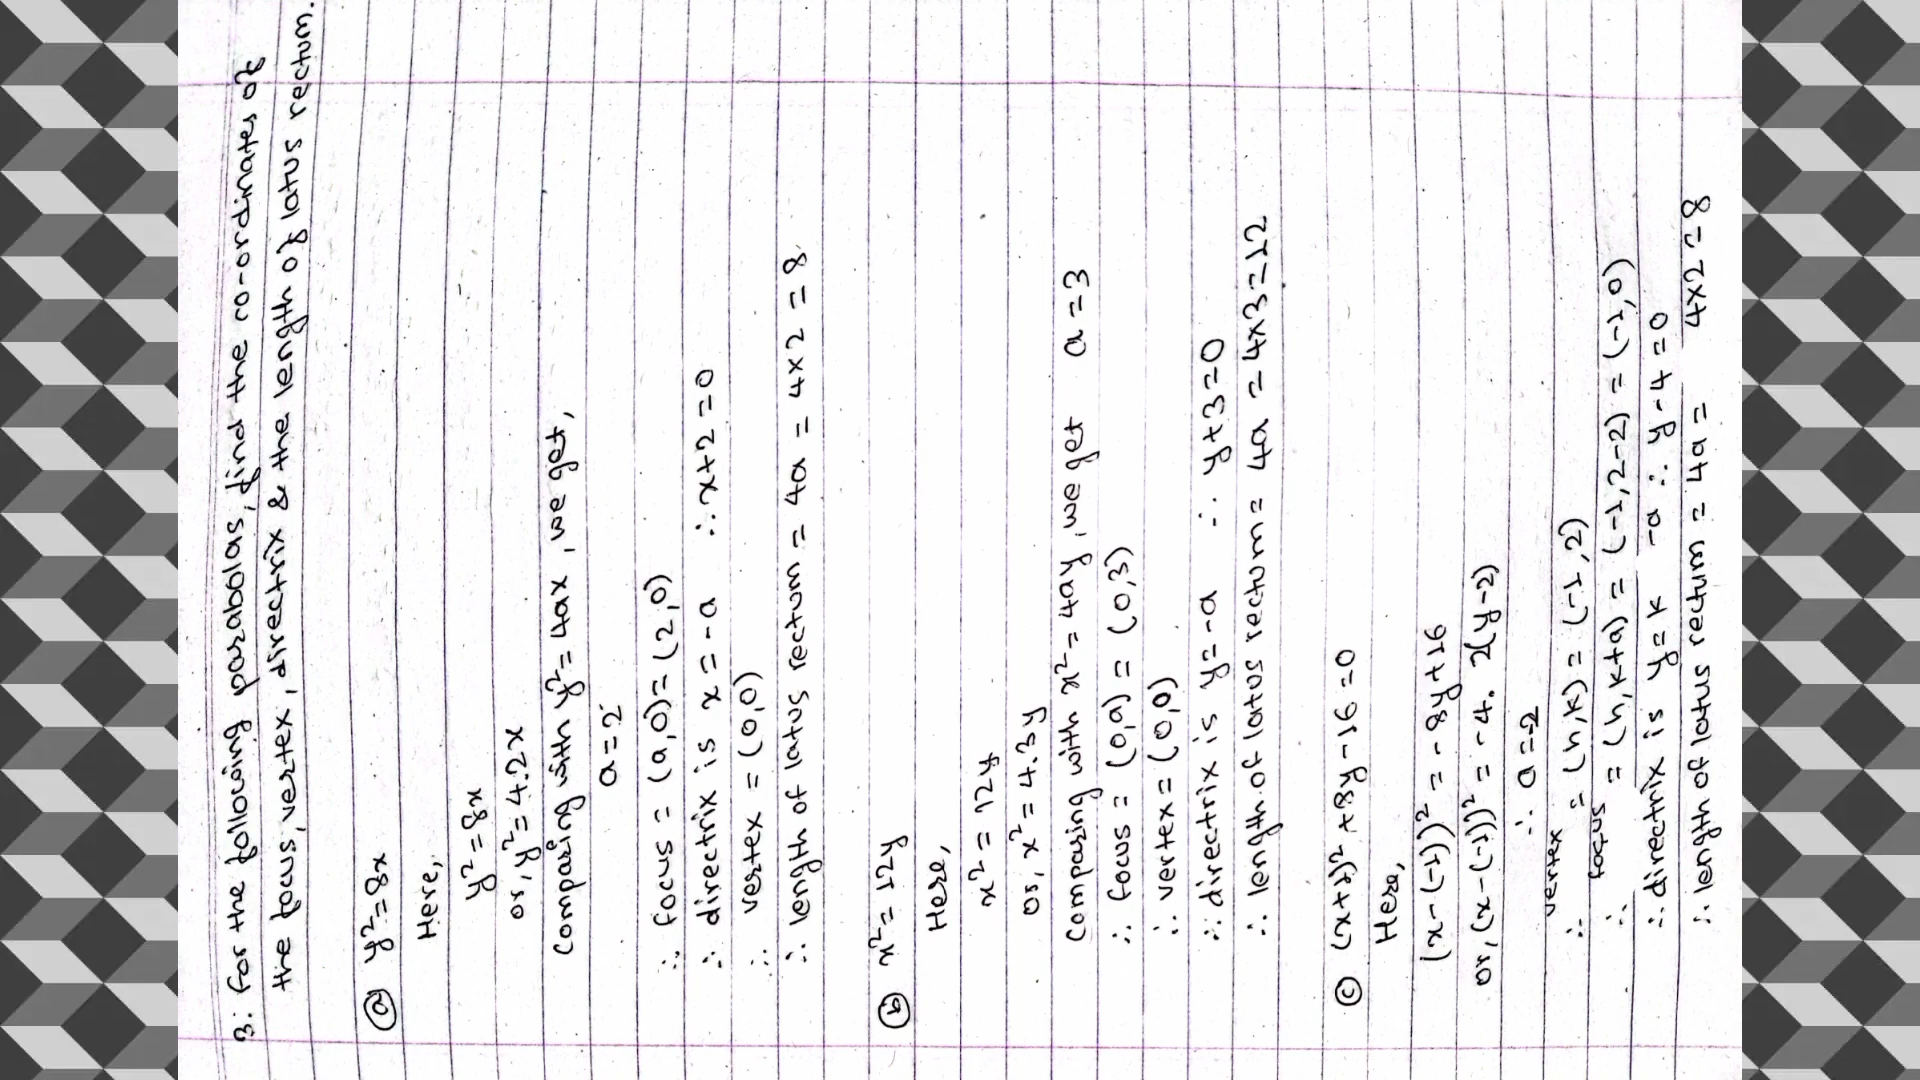 3. For the following parabolas, find the co-ordinates of
the focus, vertex, directrix & the length of latus rectum.
(a) y² = 8x
Here,
y² = 8x
or, y² = 4.2x
Comparing with y² = 4ax, we get,
a = 2
∴ focus = (a,0) = (2,0)
∴ directrix is x = -a ∴ x+2 = 0
∴ vertex = (0,0)
∴ length of latus rectum = 4a = 4×2 = 8
(b) x² = 12y
Here,
x² = 12y
or, x² = 4.3y
Comparing with x² = 4ay, we get a = 3
∴ focus = (0,a) = (0,3)
∴ vertex = (0,0)
∴ directrix is y = -a ∴ y+3 = 0
∴ length of latus rectum = 4a = 4×3 = 12
(c) (x+1)² + 8y - 16 = 0
Here,
(x-(-1))² = -8y+16
or, (x-(-1))² = -4. 2(y-2)
∴ a = 2
∴ vertex = (h,k) = (-1,2)
∴ focus = (h,k+a) = (-1,2-2) = (-1,0)
∴ directrix is y = k -a ∴ y-4 = 0
∴ length of latus rectum = 4a = 4×2 = 8